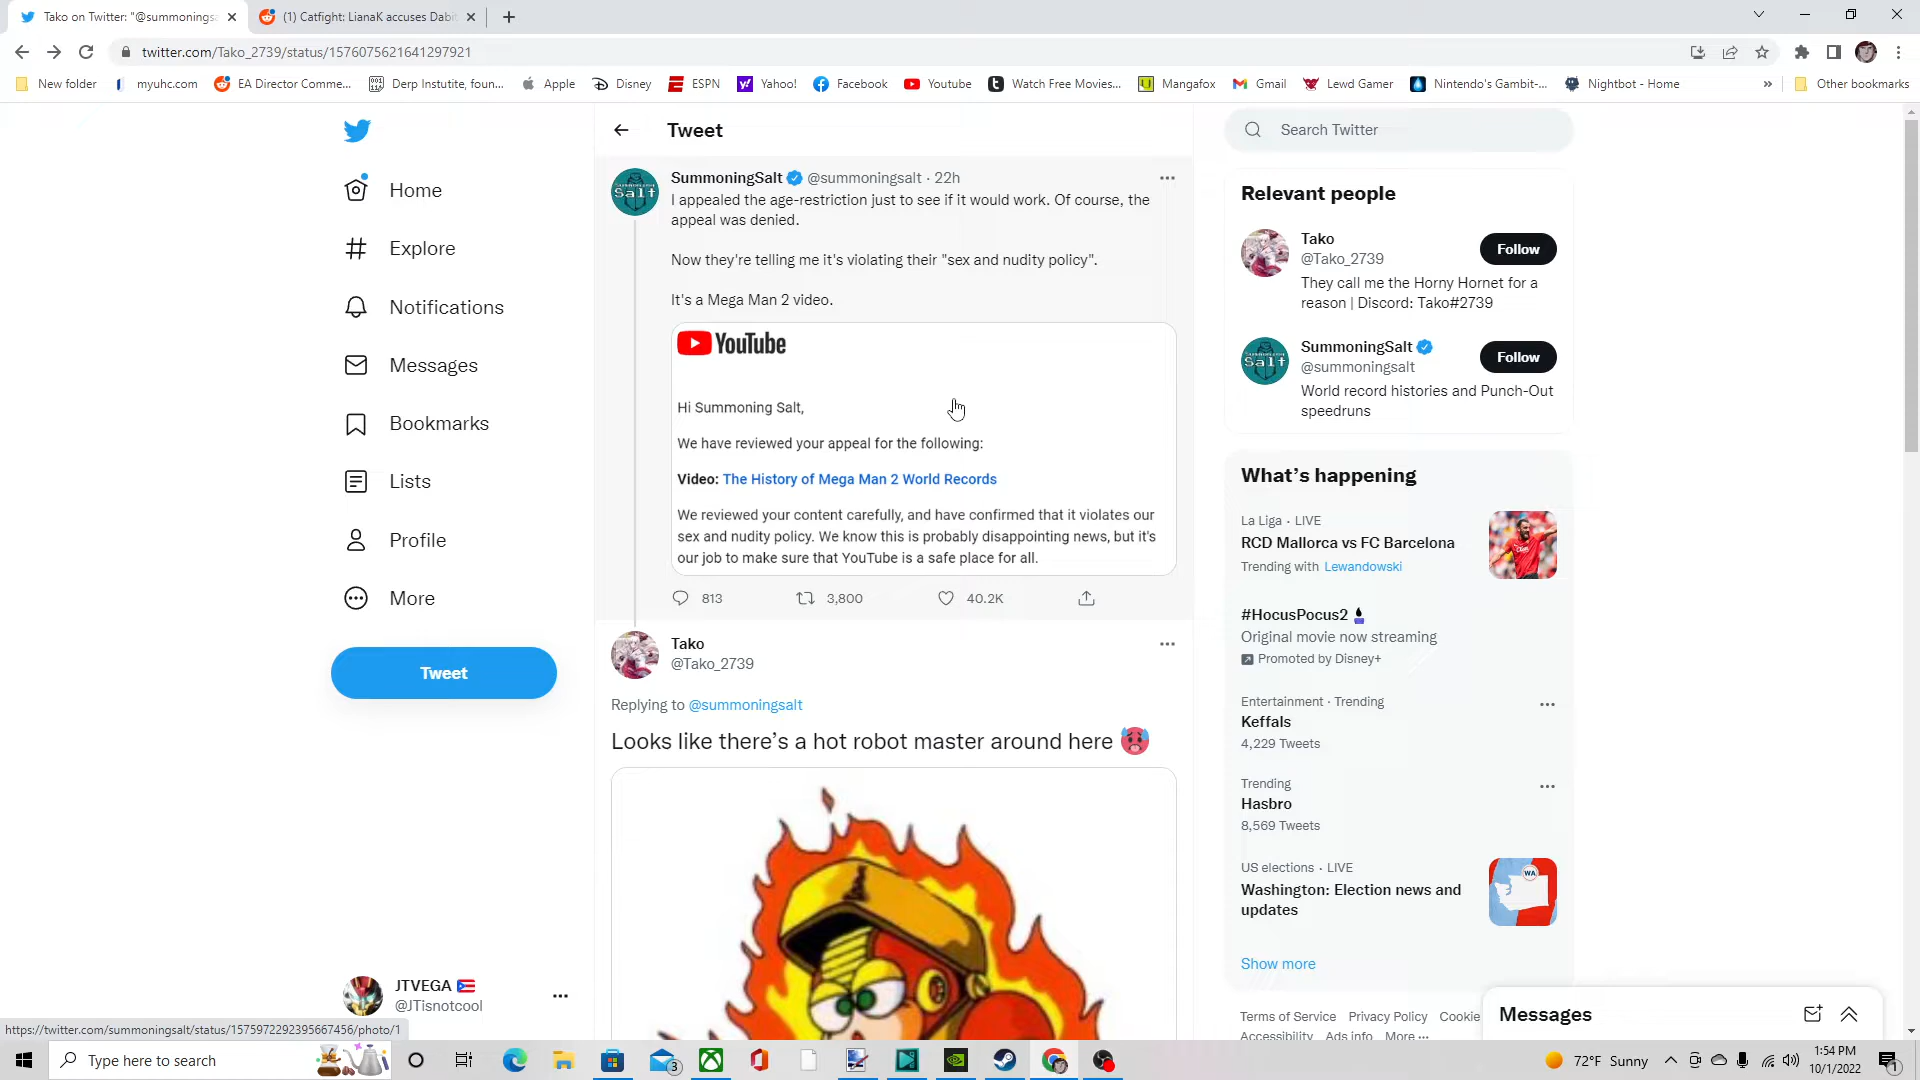 Tako on Twitter: "@summoningsa
(1) Catfight: LianaK accuses Dabit
twitter.com/Tako_2739/status/1576075621641297921
New folder
myuhc.com
EA Director Comme...
Derp Instutite, foun...
Apple
Disney
ESPN
Yahoo!
Facebook
Youtube
Watch Free Movies...
Mangafox
Gmail
Lewd Gamer
Nintendo's Gambit-...
Nightbot - Home
»
Other bookmarks
Home
Explore
Notifications
Messages
Bookmarks
Lists
Profile
More
Tweet
JTVEGA 🇵🇷
@JTisnotcool
Tweet
SummoningSalt @summoningsalt · 22h
I appealed the age-restriction just to see if it would work. Of course, the
appeal was denied.
Now they're telling me it's violating their "sex and nudity policy".
It's a Mega Man 2 video.
YouTube
Hi Summoning Salt,
We have reviewed your appeal for the following:
Video: The History of Mega Man 2 World Records
We reviewed your content carefully, and have confirmed that it violates our
sex and nudity policy. We know this is probably disappointing news, but it's
our job to make sure that YouTube is a safe place for all.
813 3,800 40.2K
Tako
@Tako_2739
Replying to @summoningsalt
Looks like there's a hot robot master around here 🥵
Search Twitter
Relevant people
Tako
@Tako_2739
Follow
They call me the Horny Hornet for a
reason | Discord: Tako#2739
SummoningSalt
@summoningsalt
Follow
World record histories and Punch-Out
speedruns
What's happening
La Liga · LIVE
RCD Mallorca vs FC Barcelona
Trending with Lewandowski
#HocusPocus2
Original movie now streaming
Promoted by Disney+
Entertainment · Trending
Keffals
4,229 Tweets
Trending
Hasbro
8,569 Tweets
US elections · LIVE
Washington: Election news and
updates
WA
Show more
Terms of Service Privacy Policy Cookie
Accessibility Ads info More ···
Messages
https://twitter.com/summoningsalt/status/1575972292395667456/photo/1
Type here to search
3
72°F Sunny
1:54 PM
10/1/2022
1